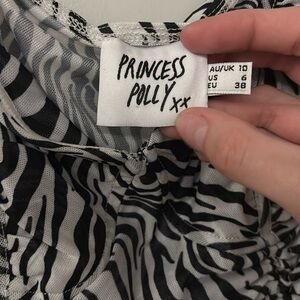 PRINCESS
POLLY xx
AU/UK 10
US 6
EU 38